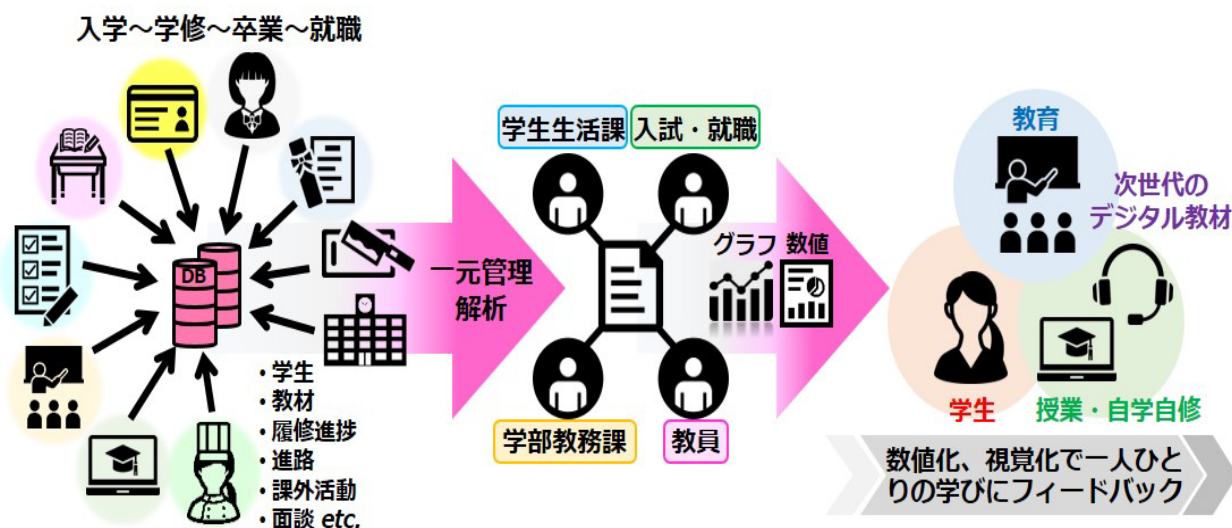 入学～学修～卒業～就職
DB
・学生
・教材
・履修進捗
・進路
・課外活動
・面談 etc.
一元管理
解析
学生生活課
入試・就職
学部教務課
教員
グラフ 数値
教育
次世代の
デジタル教材
学生
授業・自学自修
数値化、視覚化で一人ひと
りの学びにフィードバック